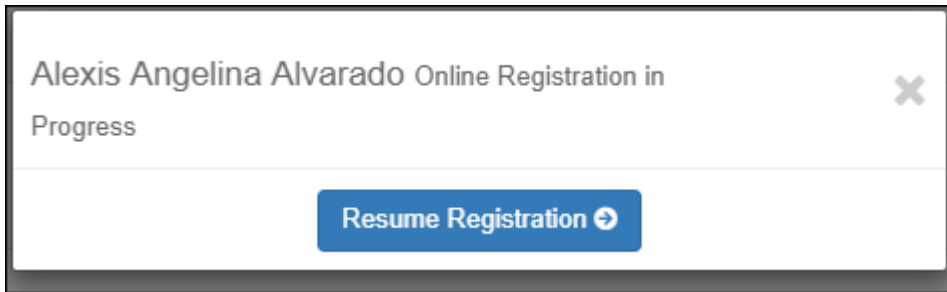 Alexis Angelina Alvarado Online Registration in
Progress
Resume Registration